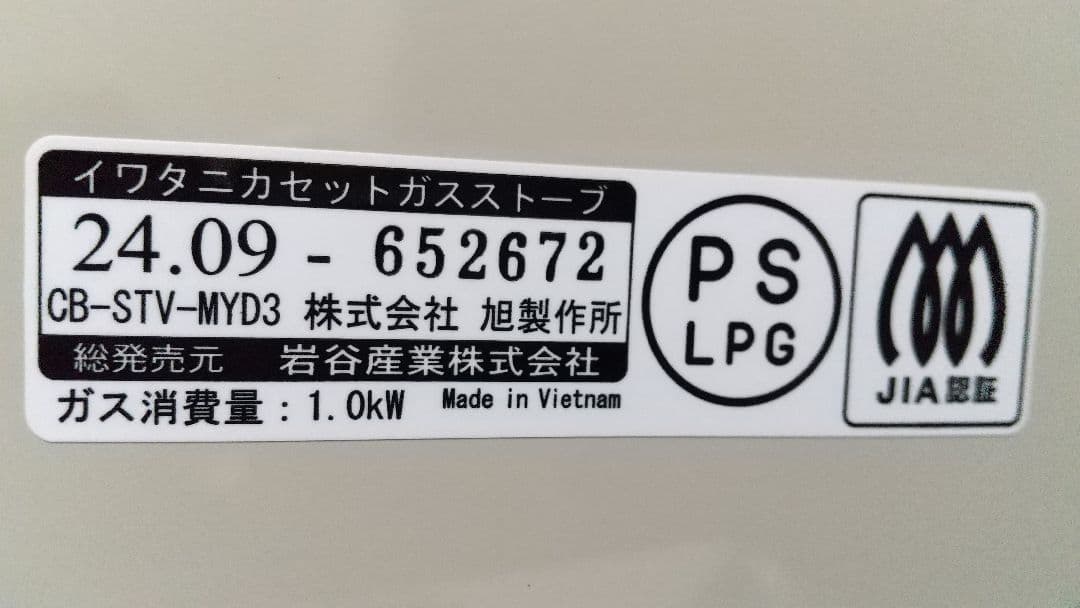 イワタニカセットガスストーブ
24.09 - 652672
CB-STV-MYD3 株式会社 旭製作所
総発売元 岩谷産業株式会社
ガス消費量：1.0kW Made in Vietnam
PS
LPG
JIA認証